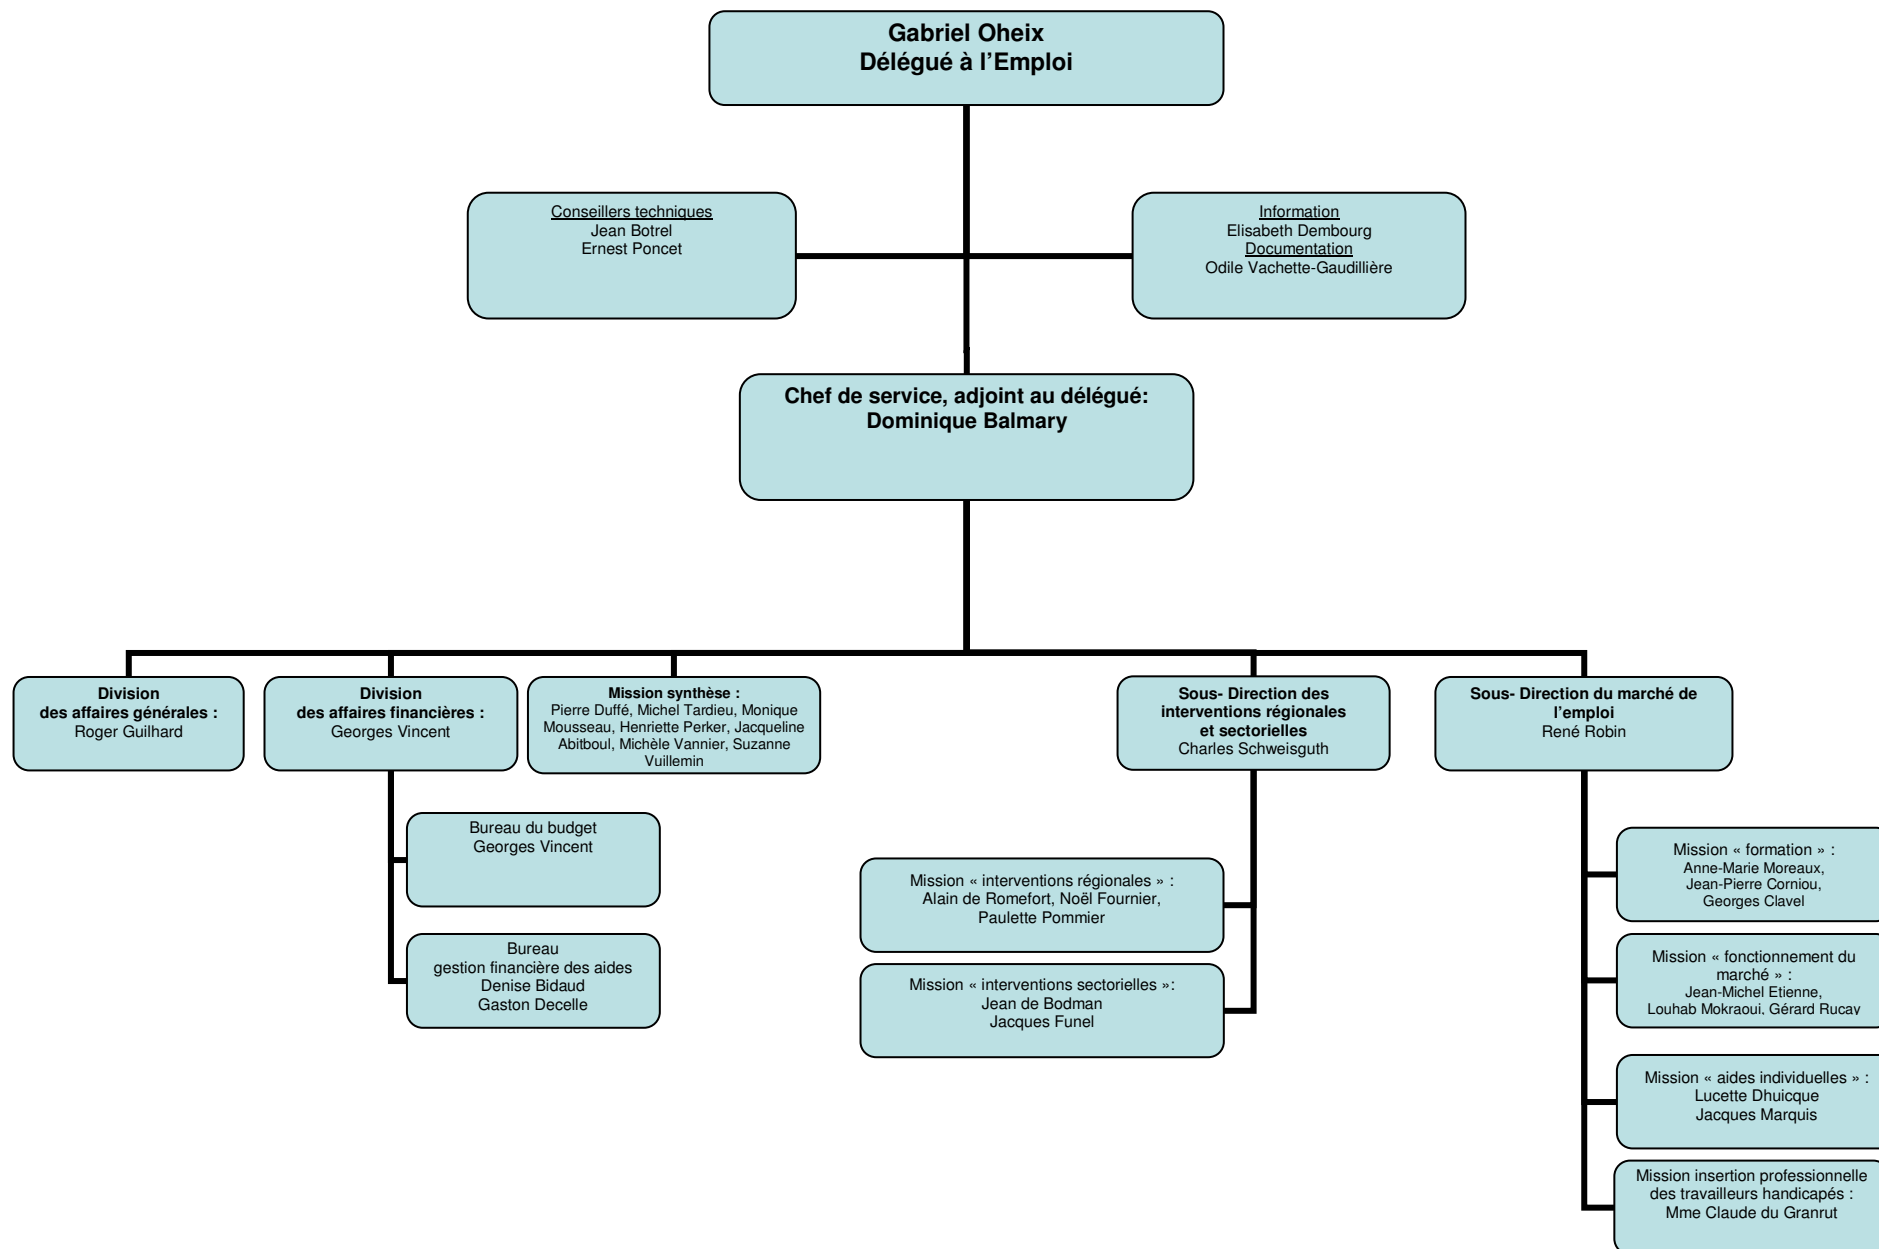 Gabriel Oheix
Délégué à l'Emploi
Conseillers techniques
Jean Botrel
Ernest Poncet
Information
Elisabeth Dembourg
Documentation
Odile Vachette-Gaudillière
Chef de service, adjoint au délégué:
Dominique Balmary
Division
des affaires générales :
Roger Guilhard
Division
des affaires financières :
Georges Vincent
Mission synthèse :
Pierre Duffé, Michel Tardieu, Monique
Mousseau, Henriette Perker, Jacqueline
Abitboul, Michèle Vannier, Suzanne
Vuillemin
Sous- Direction des
interventions régionales
et sectorielles
Charles Schweisguth
Sous- Direction du marché de
l'emploi
René Robin
Bureau du budget
Georges Vincent
Bureau
gestion financière des aides
Denise Bidaud
Gaston Decelle
Mission « interventions régionales » :
Alain de Romefort, Noël Fournier,
Paulette Pommier
Mission « interventions sectorielles »:
Jean de Bodman
Jacques Funel
Mission « formation » :
Anne-Marie Moreaux,
Jean-Pierre Corniou,
Georges Clavel
Mission « fonctionnement du
marché » :
Jean-Michel Etienne,
Louhab Mokraoui, Gérard Rucay
Mission « aides individuelles » :
Lucette Dhuicque
Jacques Marquis
Mission insertion professionnelle
des travailleurs handicapés :
Mme Claude du Granrut